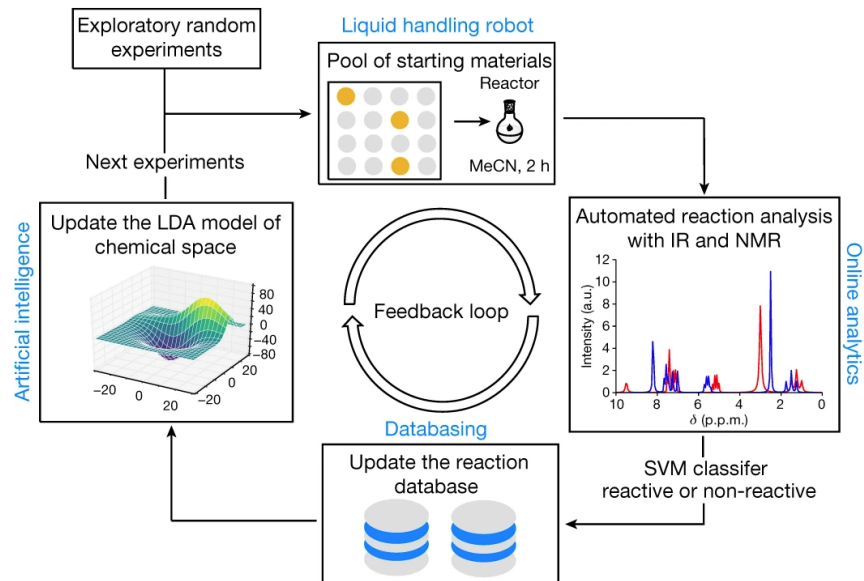 Exploratory random
experiments
Liquid handling robot
Pool of starting materials
Reactor
MeCN, 2 h
Next experiments
Artificial intelligence
Update the LDA model of
chemical space
80
40
0
-40
-80
-20
0
20
-20
0
20
Feedback loop
Automated reaction analysis
with IR and NMR
Online analytics
Intensity (a.u.)
12
10
8
6
4
2
0
10
8
6
4
2
0
δ (p.p.m.)
SVM classifer
reactive or non-reactive
Databasing
Update the reaction
database